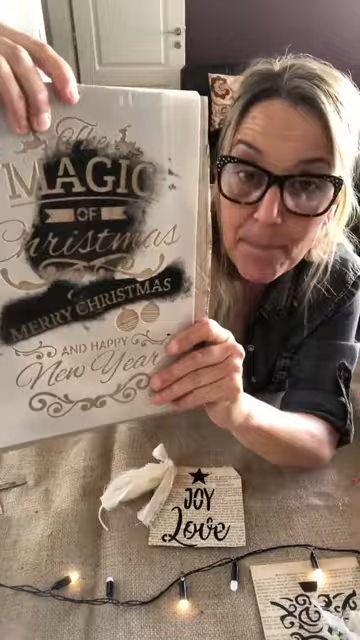 The
MAGIC
OF
Christmas
MERRY CHRISTMAS
AND HAPPY
New Year
JOY
Love